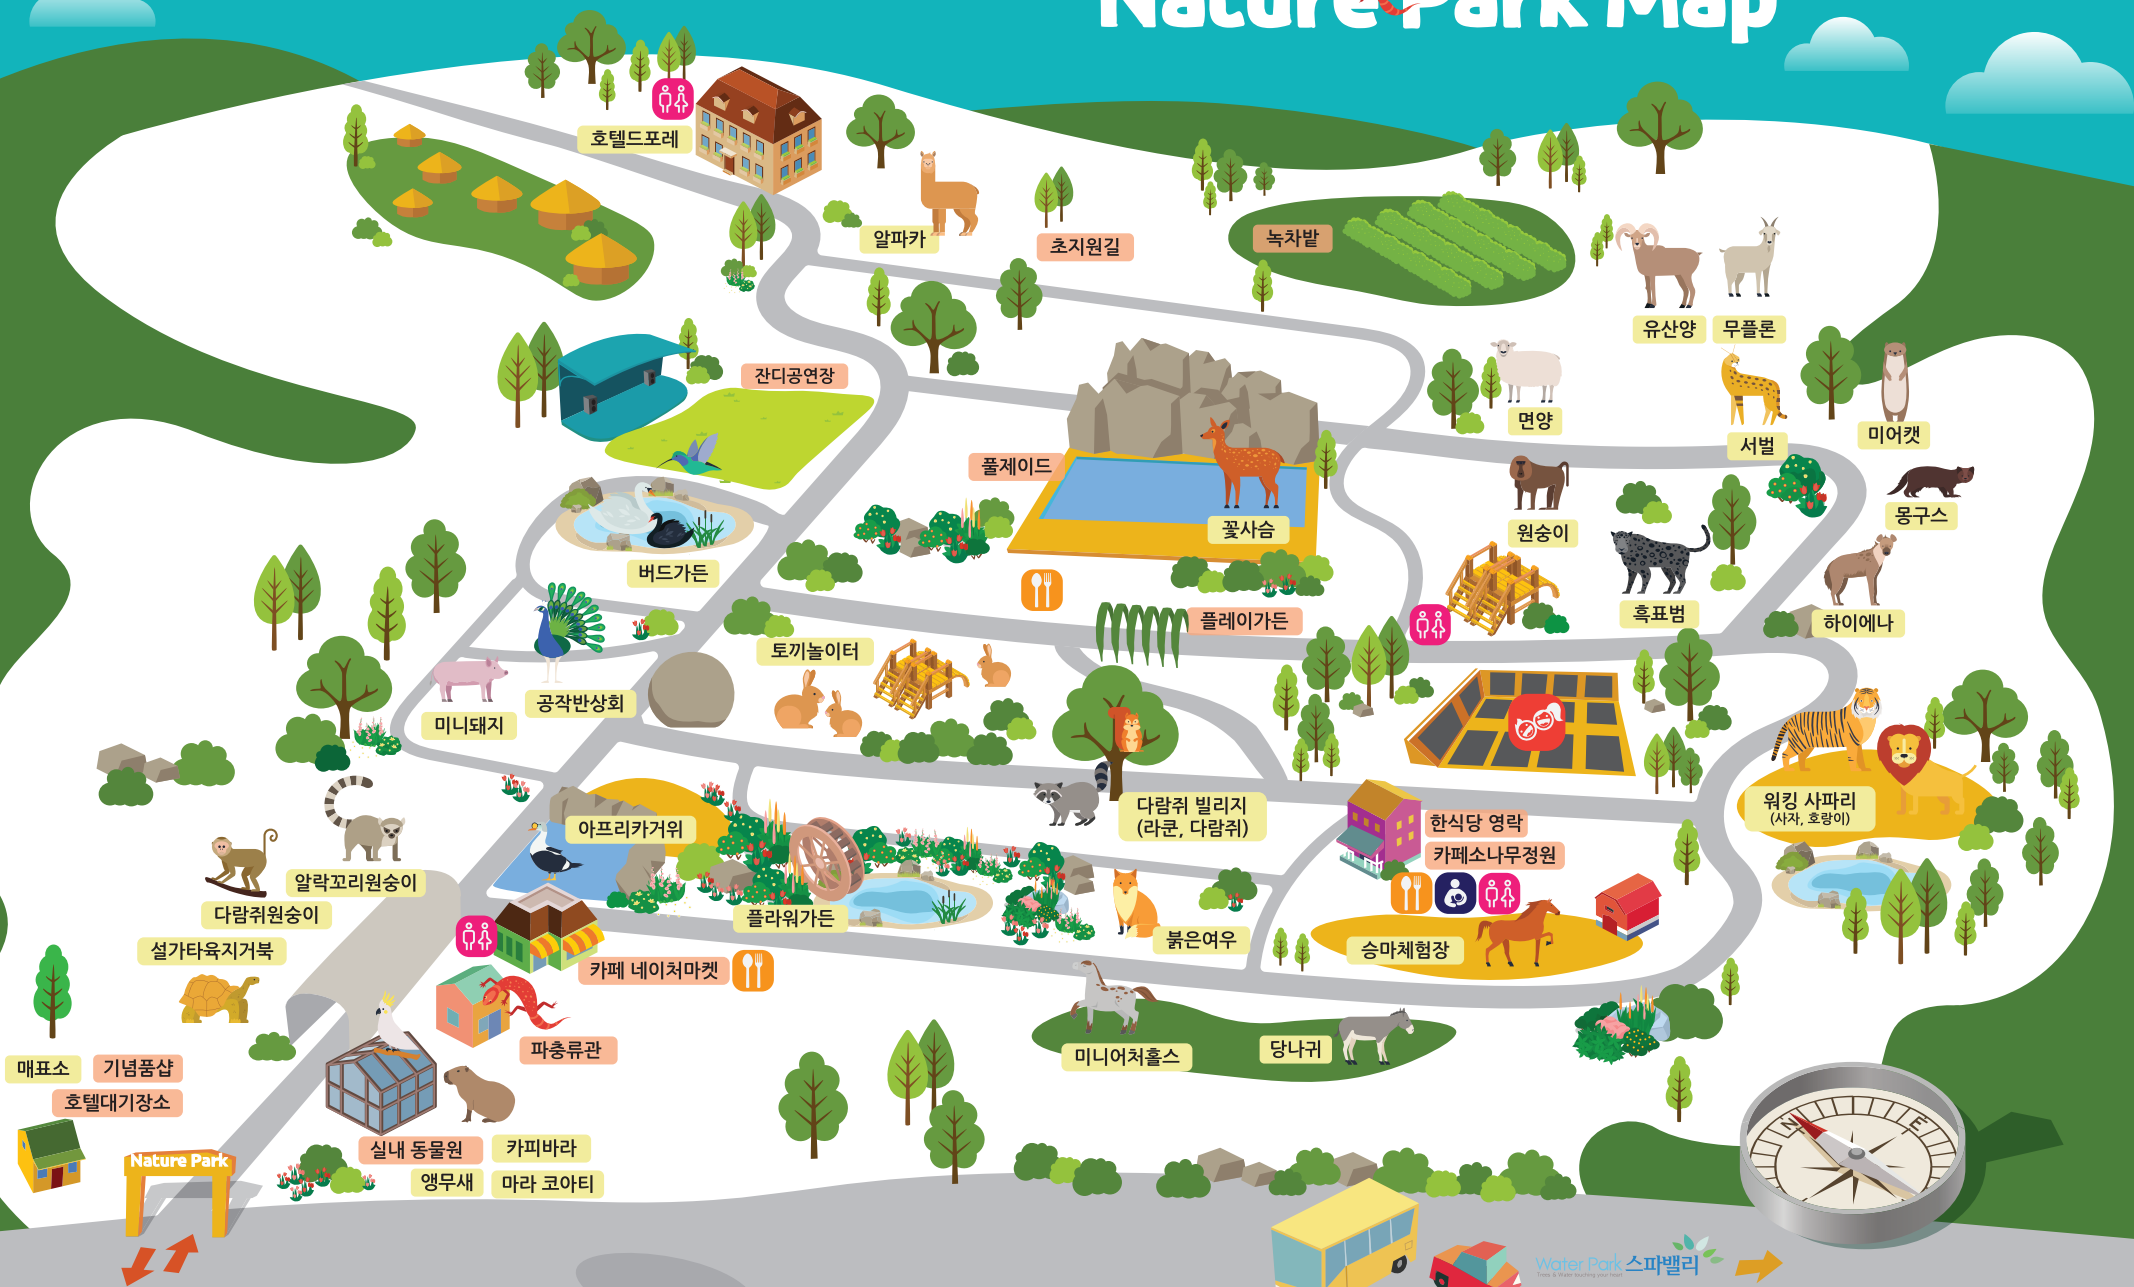 Nature Park Map
호텔드포레
알파카
초지원길
녹차밭
유산양
무플론
잔디공연장
면양
서벌
미어캣
풀제이드
꽃사슴
원숭이
몽구스
버드가든
흑표범
하이에나
플레이가든
토끼놀이터
공작반상회
미니돼지
다람쥐 빌리지
(라쿤, 다람쥐)
워킹 사파리
(사자, 호랑이)
아프리카거위
한식당 영락
카페소나무정원
알락꼬리원숭이
다람쥐원숭이
플라워가든
붉은여우
승마체험장
설가타육지거북
카페 네이처마켓
파충류관
미니어처홀스
당나귀
매표소
기념품샵
호텔대기장소
실내 동물원
카피바라
앵무새
마라 코아티
Nature Park
N
E
Water Park 스파밸리